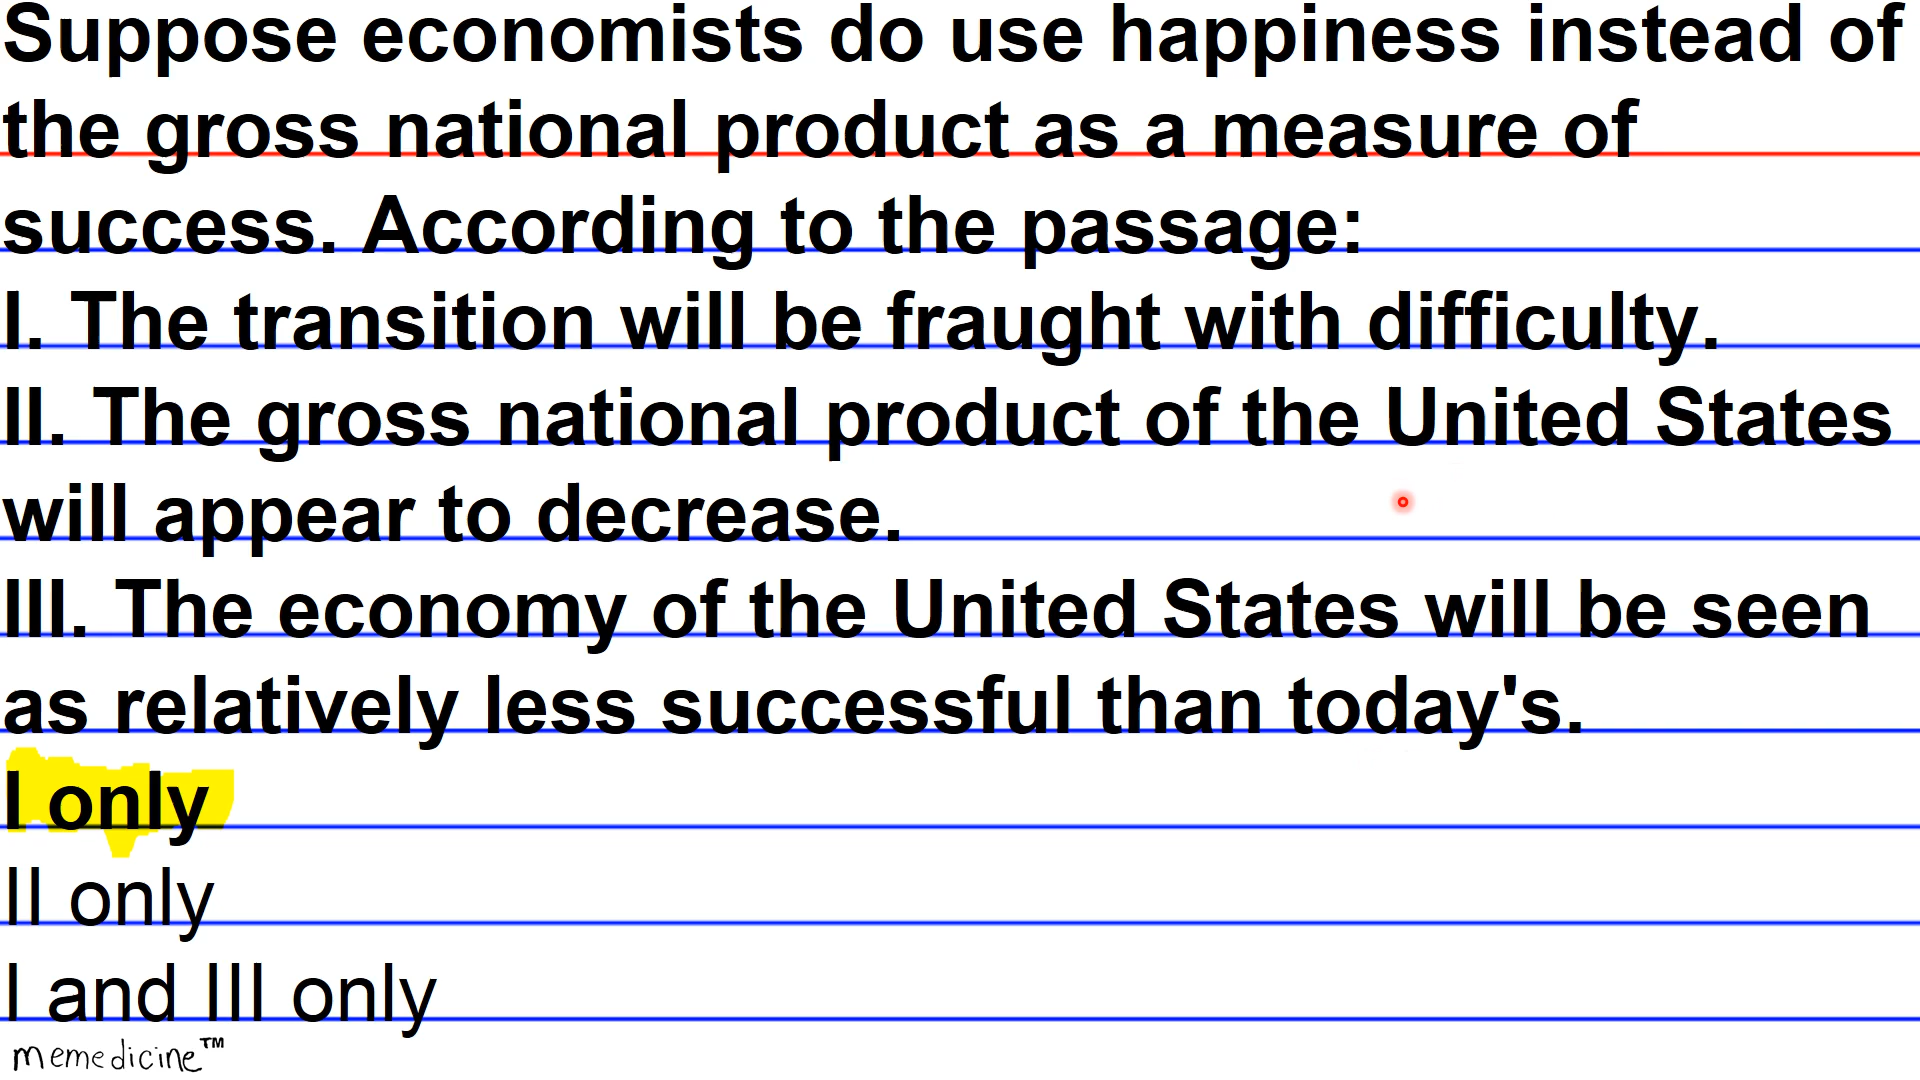 Suppose economists do use happiness instead of
the gross national product as a measure of
success. According to the passage:
I. The transition will be fraught with difficulty.
II. The gross national product of the United States
will appear to decrease.
III. The economy of the United States will be seen
as relatively less successful than today's.
I only
II only
I and III only
memedicine™